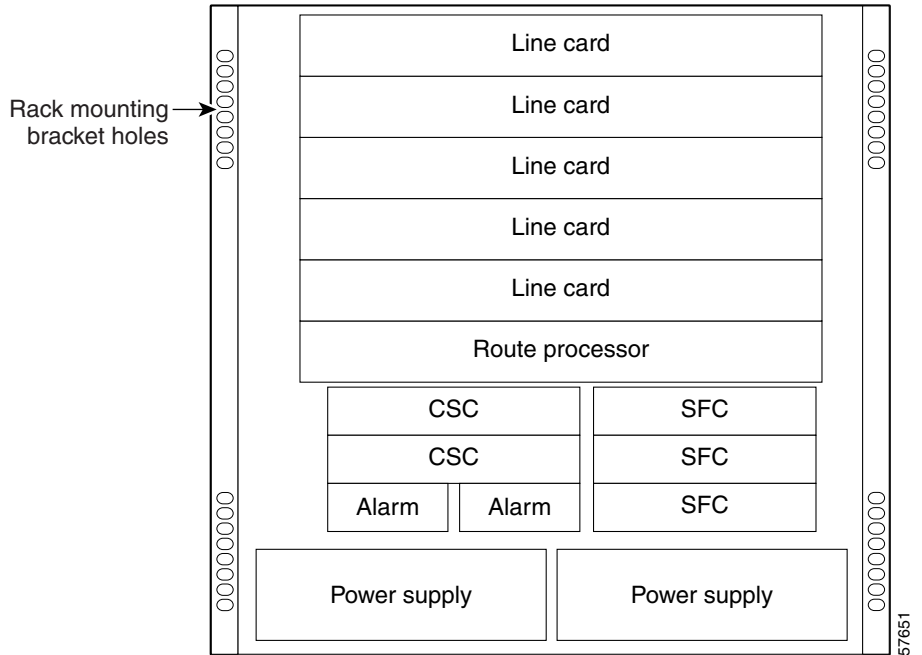 Line card
Line card
Rack mounting
bracket holes
Line card
Line card
Line card
Route processor
CSC
SFC
CSC
SFC
Alarm
Alarm
SFC
Power supply
Power supply
57651